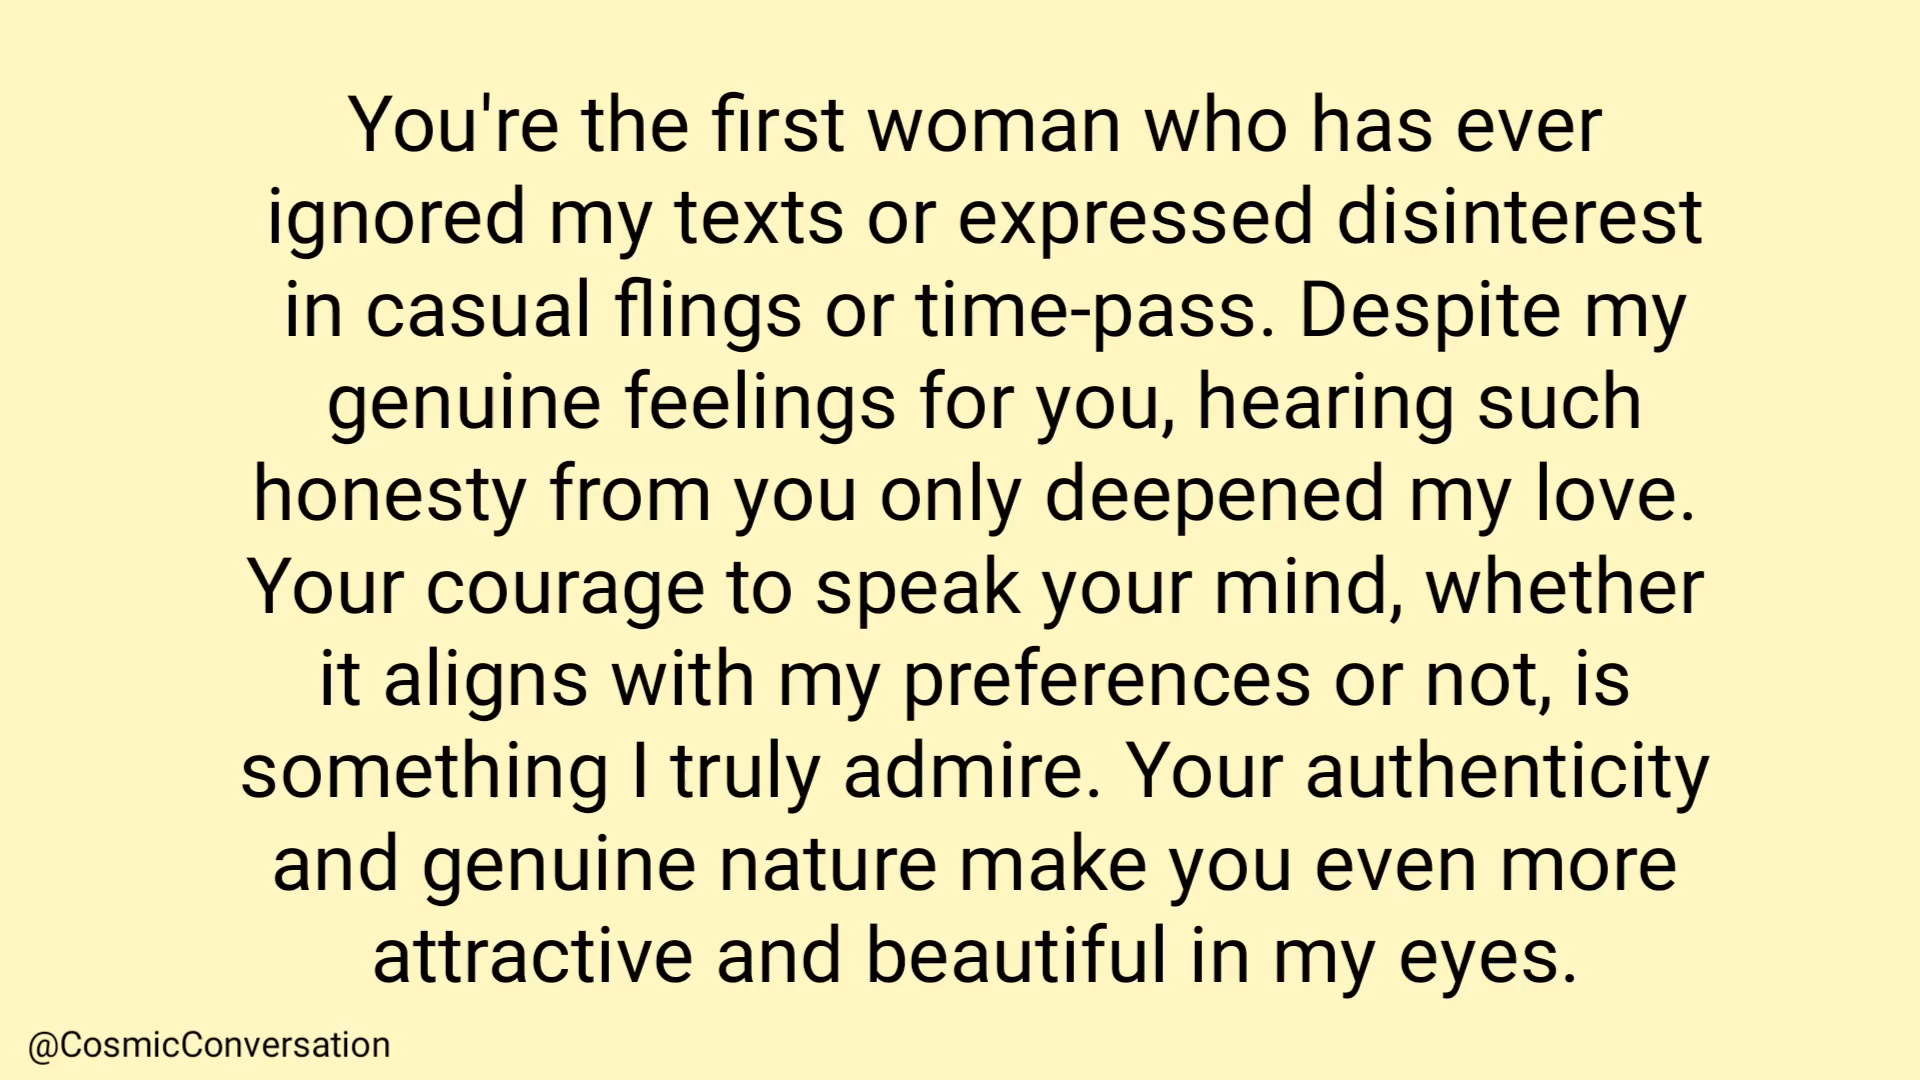 You're the first woman who has ever
ignored my texts or expressed disinterest
in casual flings or time-pass. Despite my
genuine feelings for you, hearing such
honesty from you only deepened my love.
Your courage to speak your mind, whether
it aligns with my preferences or not, is
something I truly admire. Your authenticity
and genuine nature make you even more
attractive and beautiful in my eyes.
@CosmicConversation